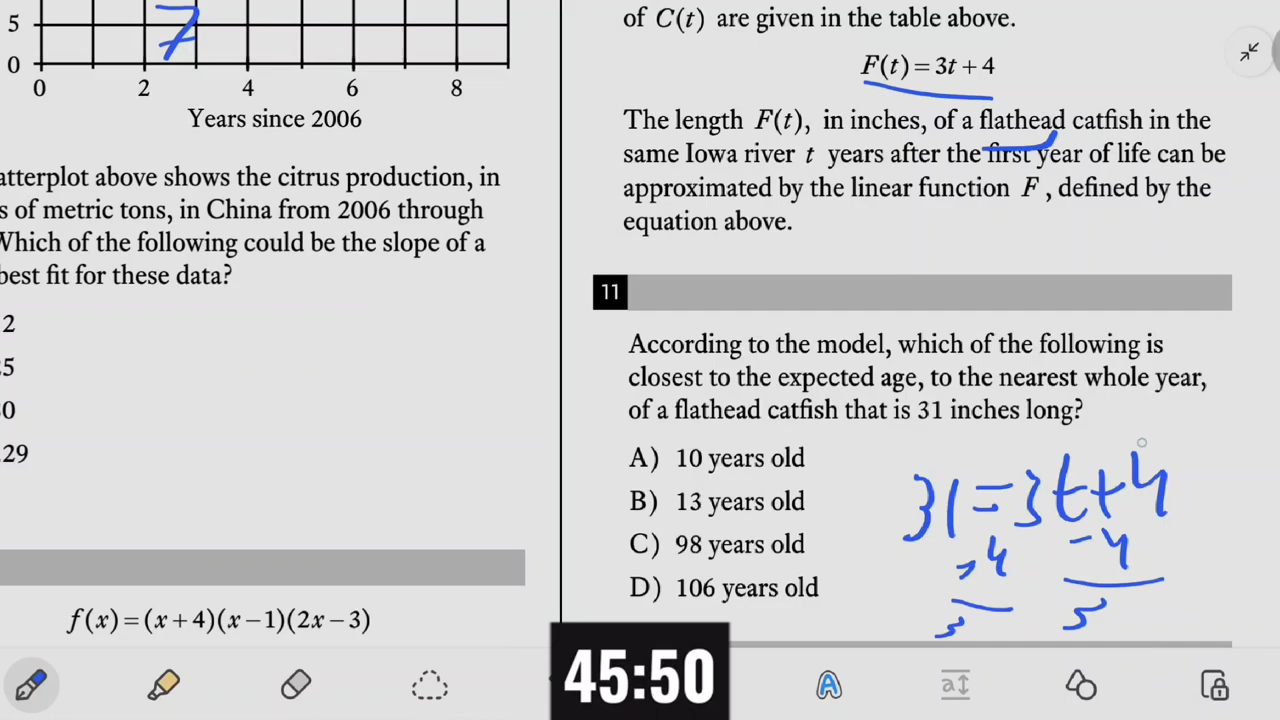 5
7
0
0 2 4 6 8
Years since 2006
atterplot above shows the citrus production, in
s of metric tons, in China from 2006 through
Which of the following could be the slope of a
best fit for these data?
2
5
0
29
f(x) = (x + 4)(x − 1)(2x − 3)
of C(t) are given in the table above.
F(t) = 3t + 4
The length F(t), in inches, of a flathead catfish in the
same Iowa river t years after the first year of life can be
approximated by the linear function F, defined by the
equation above.
11
According to the model, which of the following is
closest to the expected age, to the nearest whole year,
of a flathead catfish that is 31 inches long?
A) 10 years old
B) 13 years old
C) 98 years old
D) 106 years old
31 = 3t + 4
-4 -4
45:50
A
a